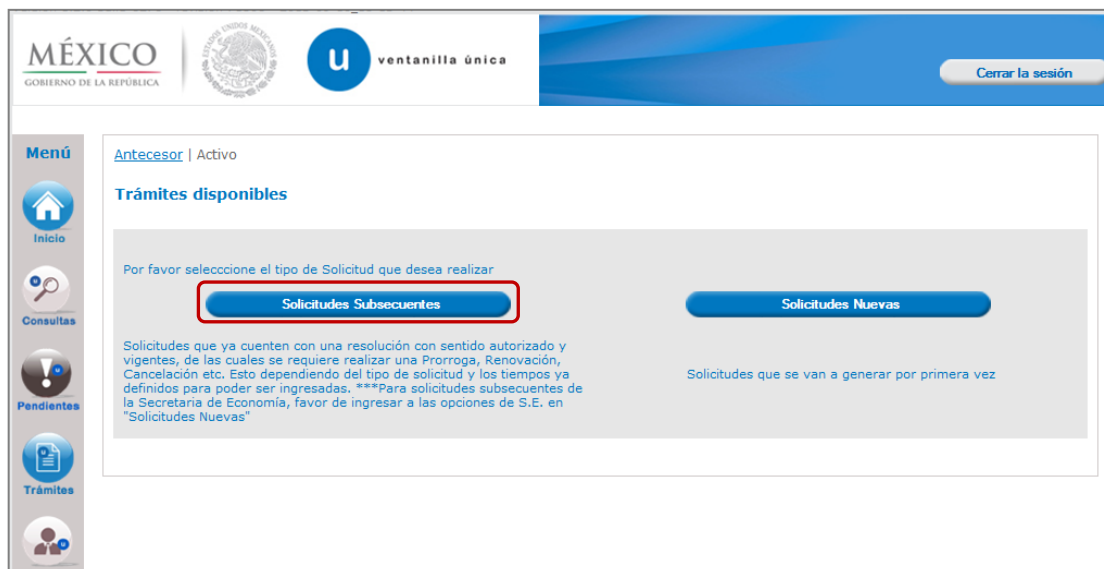 MÉXICO
GOBIERNO DE LA REPÚBLICA
ESTADOS UNIDOS MEXICANOS
u
ventanilla única
Cerrar la sesión
Menú
Inicio
Consultas
Pendientes
Trámites
Antecesor | Activo
Trámites disponibles
Por favor selecccione el tipo de Solicitud que desea realizar
Solicitudes Subsecuentes
Solicitudes que ya cuenten con una resolución con sentido autorizado y
vigentes, de las cuales se requiere realizar una Prorroga, Renovación,
Cancelación etc. Esto dependiendo del tipo de solicitud y los tiempos ya
definidos para poder ser ingresadas. ***Para solicitudes subsecuentes de
la Secretaria de Economía, favor de ingresar a las opciones de S.E. en
"Solicitudes Nuevas"
Solicitudes Nuevas
Solicitudes que se van a generar por primera vez